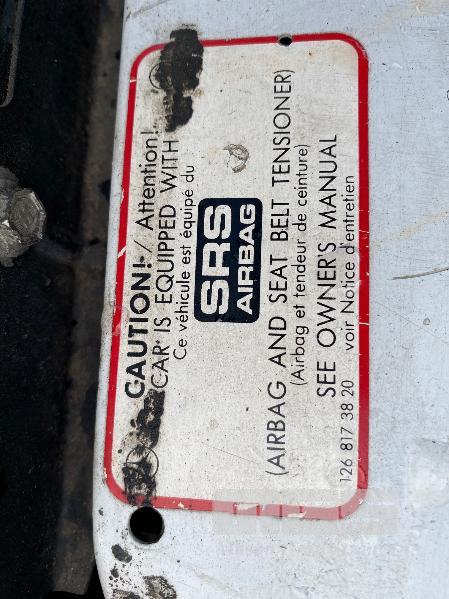 CAUTION! / Attention!
CAR IS EQUIPPED WITH
Ce véhicule est équipé du
SRS
AIRBAG
(AIRBAG AND SEAT BELT TENSIONER)
(Airbag et tendeur de ceinture)
SEE OWNER'S MANUAL
126 817 38 20 voir Notice d'entretien